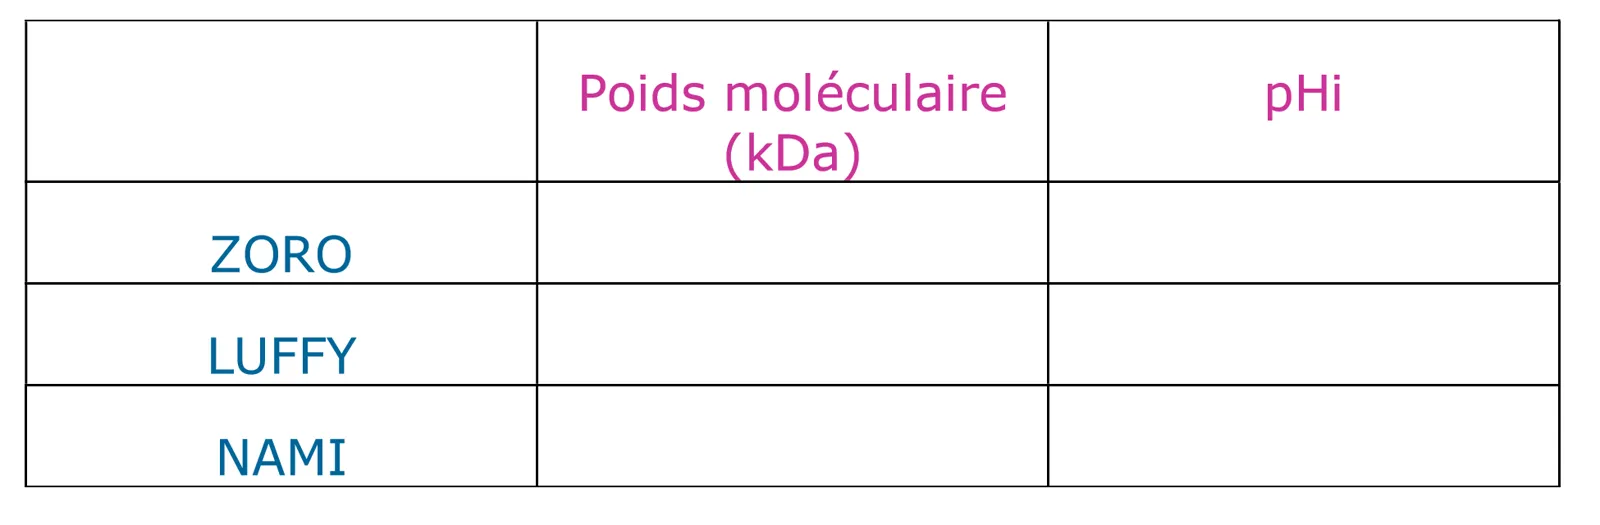 Poids moléculaire
(kDa)
pHi
ZORO
LUFFY
NAMI